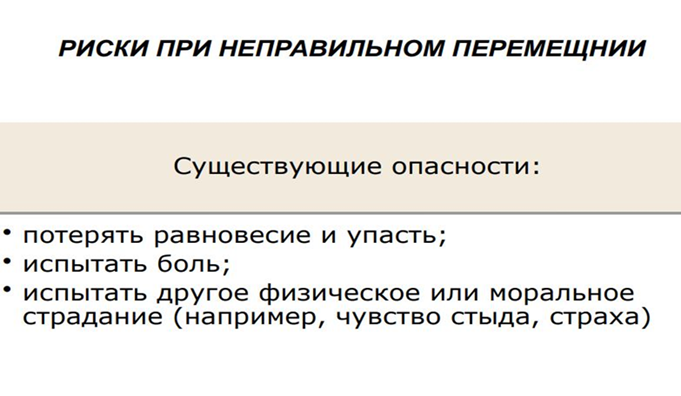 РИСКИ ПРИ НЕПРАВИЛЬНОМ ПЕРЕМЕЩНИИ
Существующие опасности:
• потерять равновесие и упасть;
• испытать боль;
• испытать другое физическое или моральное
страдание (например, чувство стыда, страха)